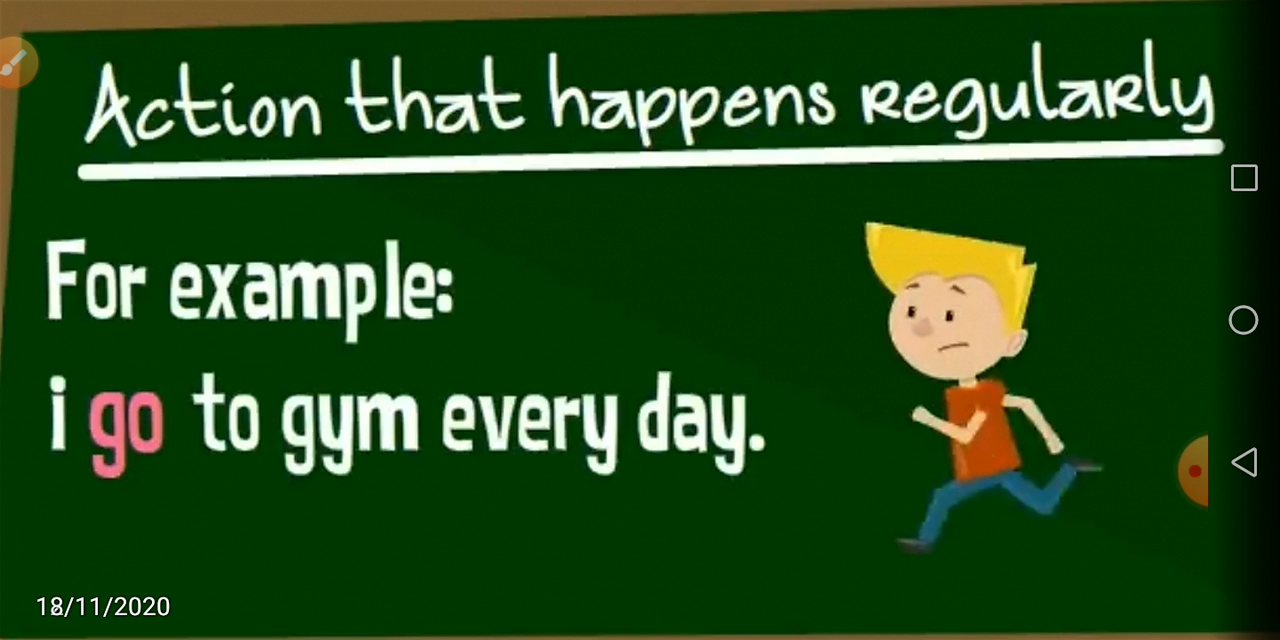 Action that happens regularly
For example:
i go to gym every day.
18/11/2020